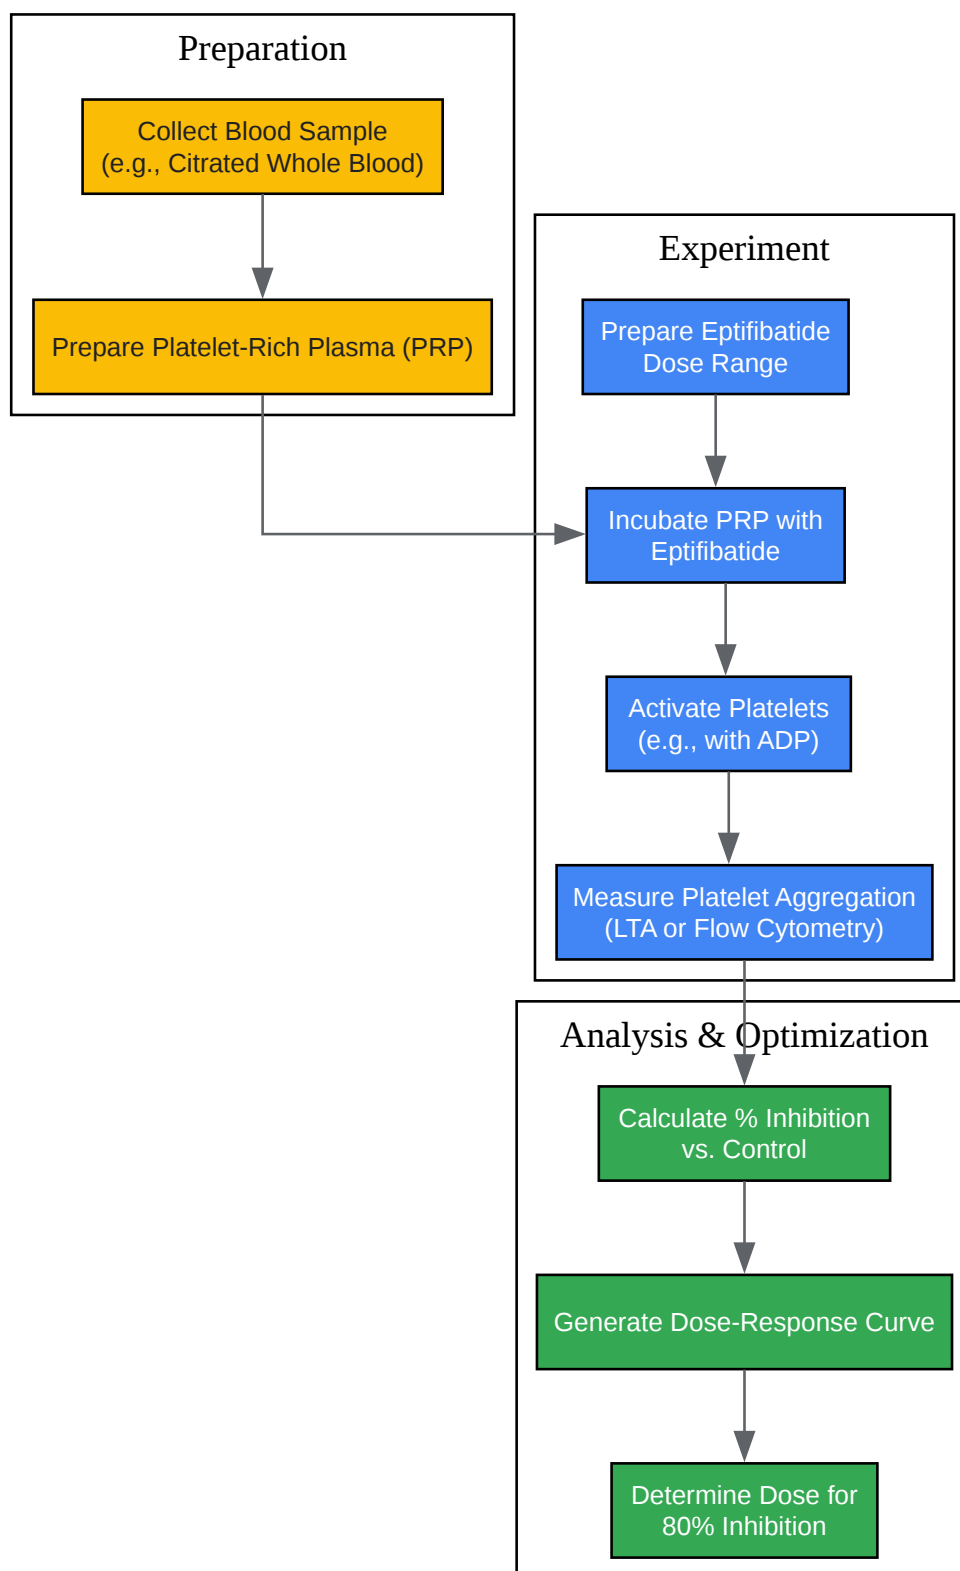 Preparation
Collect Blood Sample
(e.g., Citrated Whole Blood)
Prepare Platelet-Rich Plasma (PRP)
Experiment
Prepare Eptifibatide
Dose Range
Incubate PRP with
Eptifibatide
Activate Platelets
(e.g., with ADP)
Measure Platelet Aggregation
(LTA or Flow Cytometry)
Analysis & Optimization
Calculate % Inhibition
vs. Control
Generate Dose-Response Curve
Determine Dose for
80% Inhibition